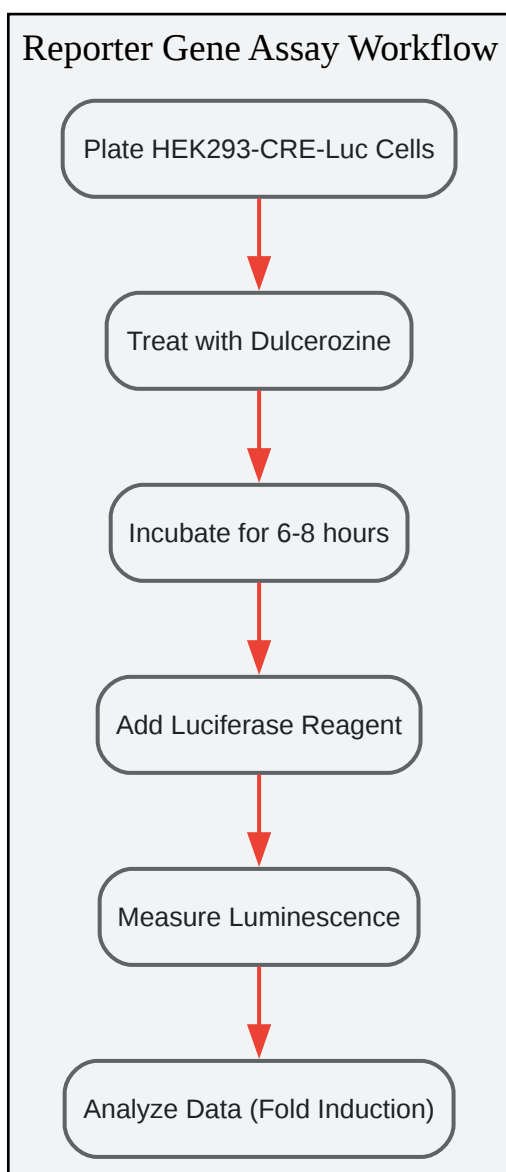 Reporter Gene Assay Workflow
Plate HEK293-CRE-Luc Cells
Treat with Dulcerozine
Incubate for 6-8 hours
Add Luciferase Reagent
Measure Luminescence
Analyze Data (Fold Induction)